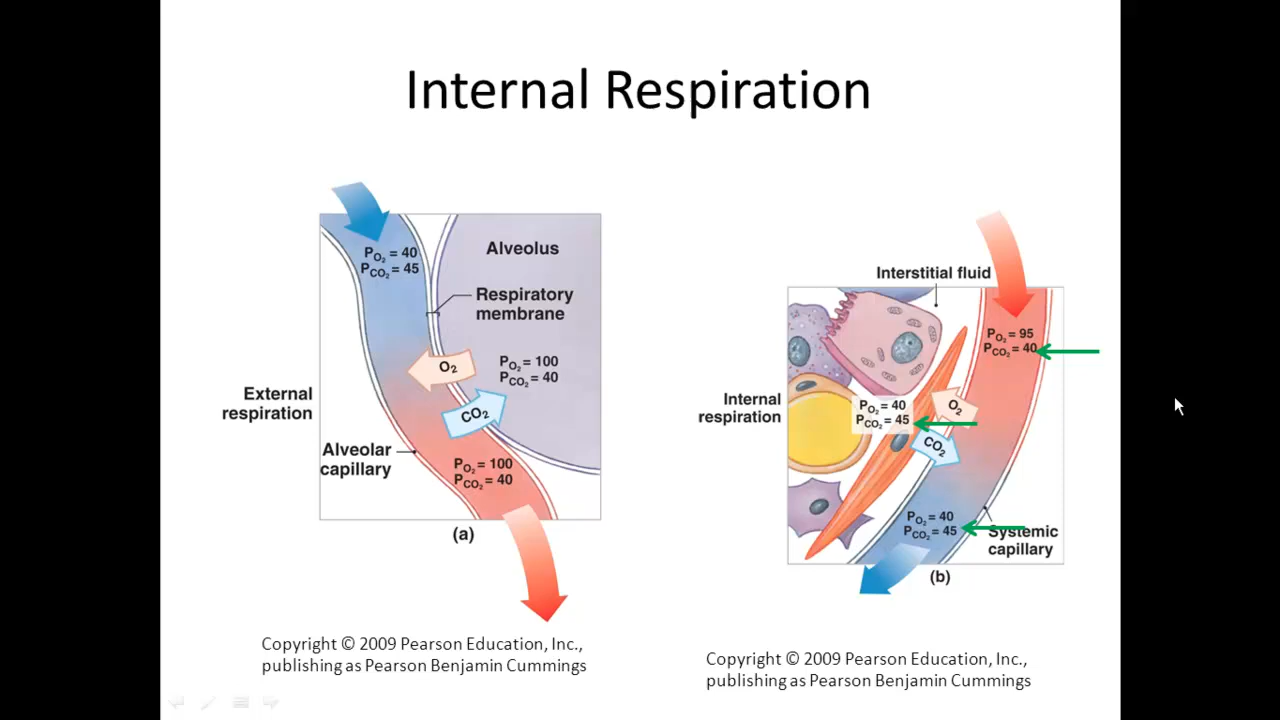 Internal Respiration
PO2 = 40
PCO2 = 45
Alveolus
Respiratory
membrane
O2
PO2 = 100
PCO2 = 40
CO2
External
respiration
Alveolar
capillary
PO2 = 100
PCO2 = 40
(a)
Copyright © 2009 Pearson Education, Inc.,
publishing as Pearson Benjamin Cummings
Interstitial fluid
PO2 = 95
PCO2 = 40
Internal
respiration
PO2 = 40
PCO2 = 45
O2
CO2
PO2 = 40
PCO2 = 45
Systemic
capillary
(b)
Copyright © 2009 Pearson Education, Inc.,
publishing as Pearson Benjamin Cummings